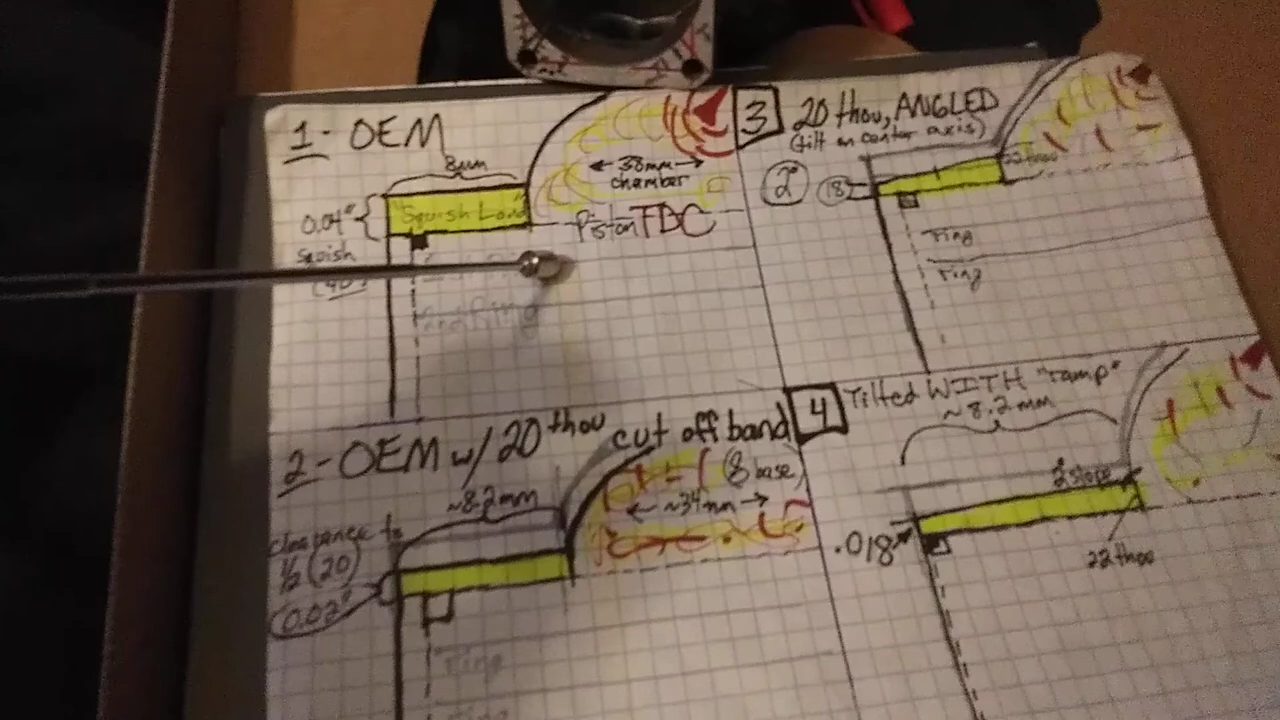 1- OEM
8mm
0.04"
Squish
"Squish Land"
← 38mm →
chamber
Piston TDC
3
20 thou, ANGLED
(tilt on center axis)
2°
18
22 thou
ring
ring
2- OEM w/ 20 thou cut off band
~8.2mm
(8 base)
← ~34mm →
clearance to
1/2 (20)
0.02"
ring
4
Tilted WITH "ramp"
~8.2mm
2° slope
.018
22 thou